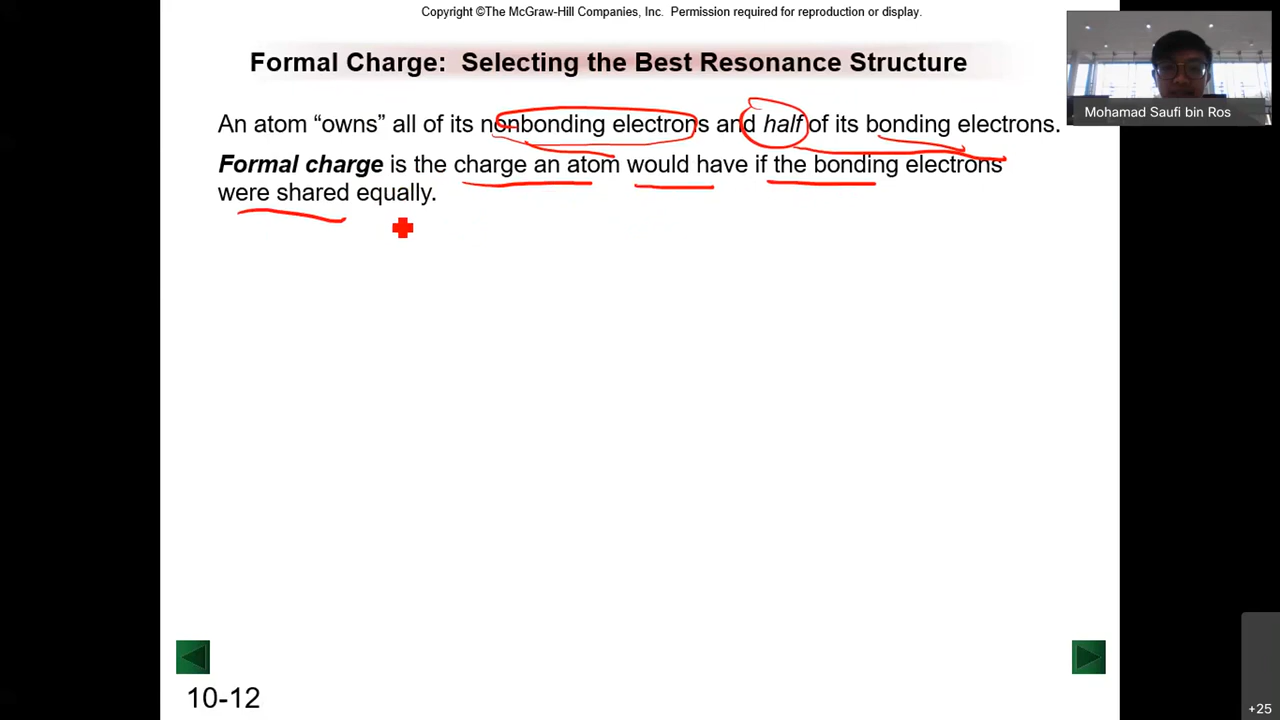 Copyright ©The McGraw-Hill Companies, Inc. Permission required for reproduction or display.
Formal Charge: Selecting the Best Resonance Structure
Mohamad Saufi bin Ros
An atom “owns” all of its nonbonding electrons and half of its bonding electrons.
Formal charge is the charge an atom would have if the bonding electrons
were shared equally.
10-12
+25